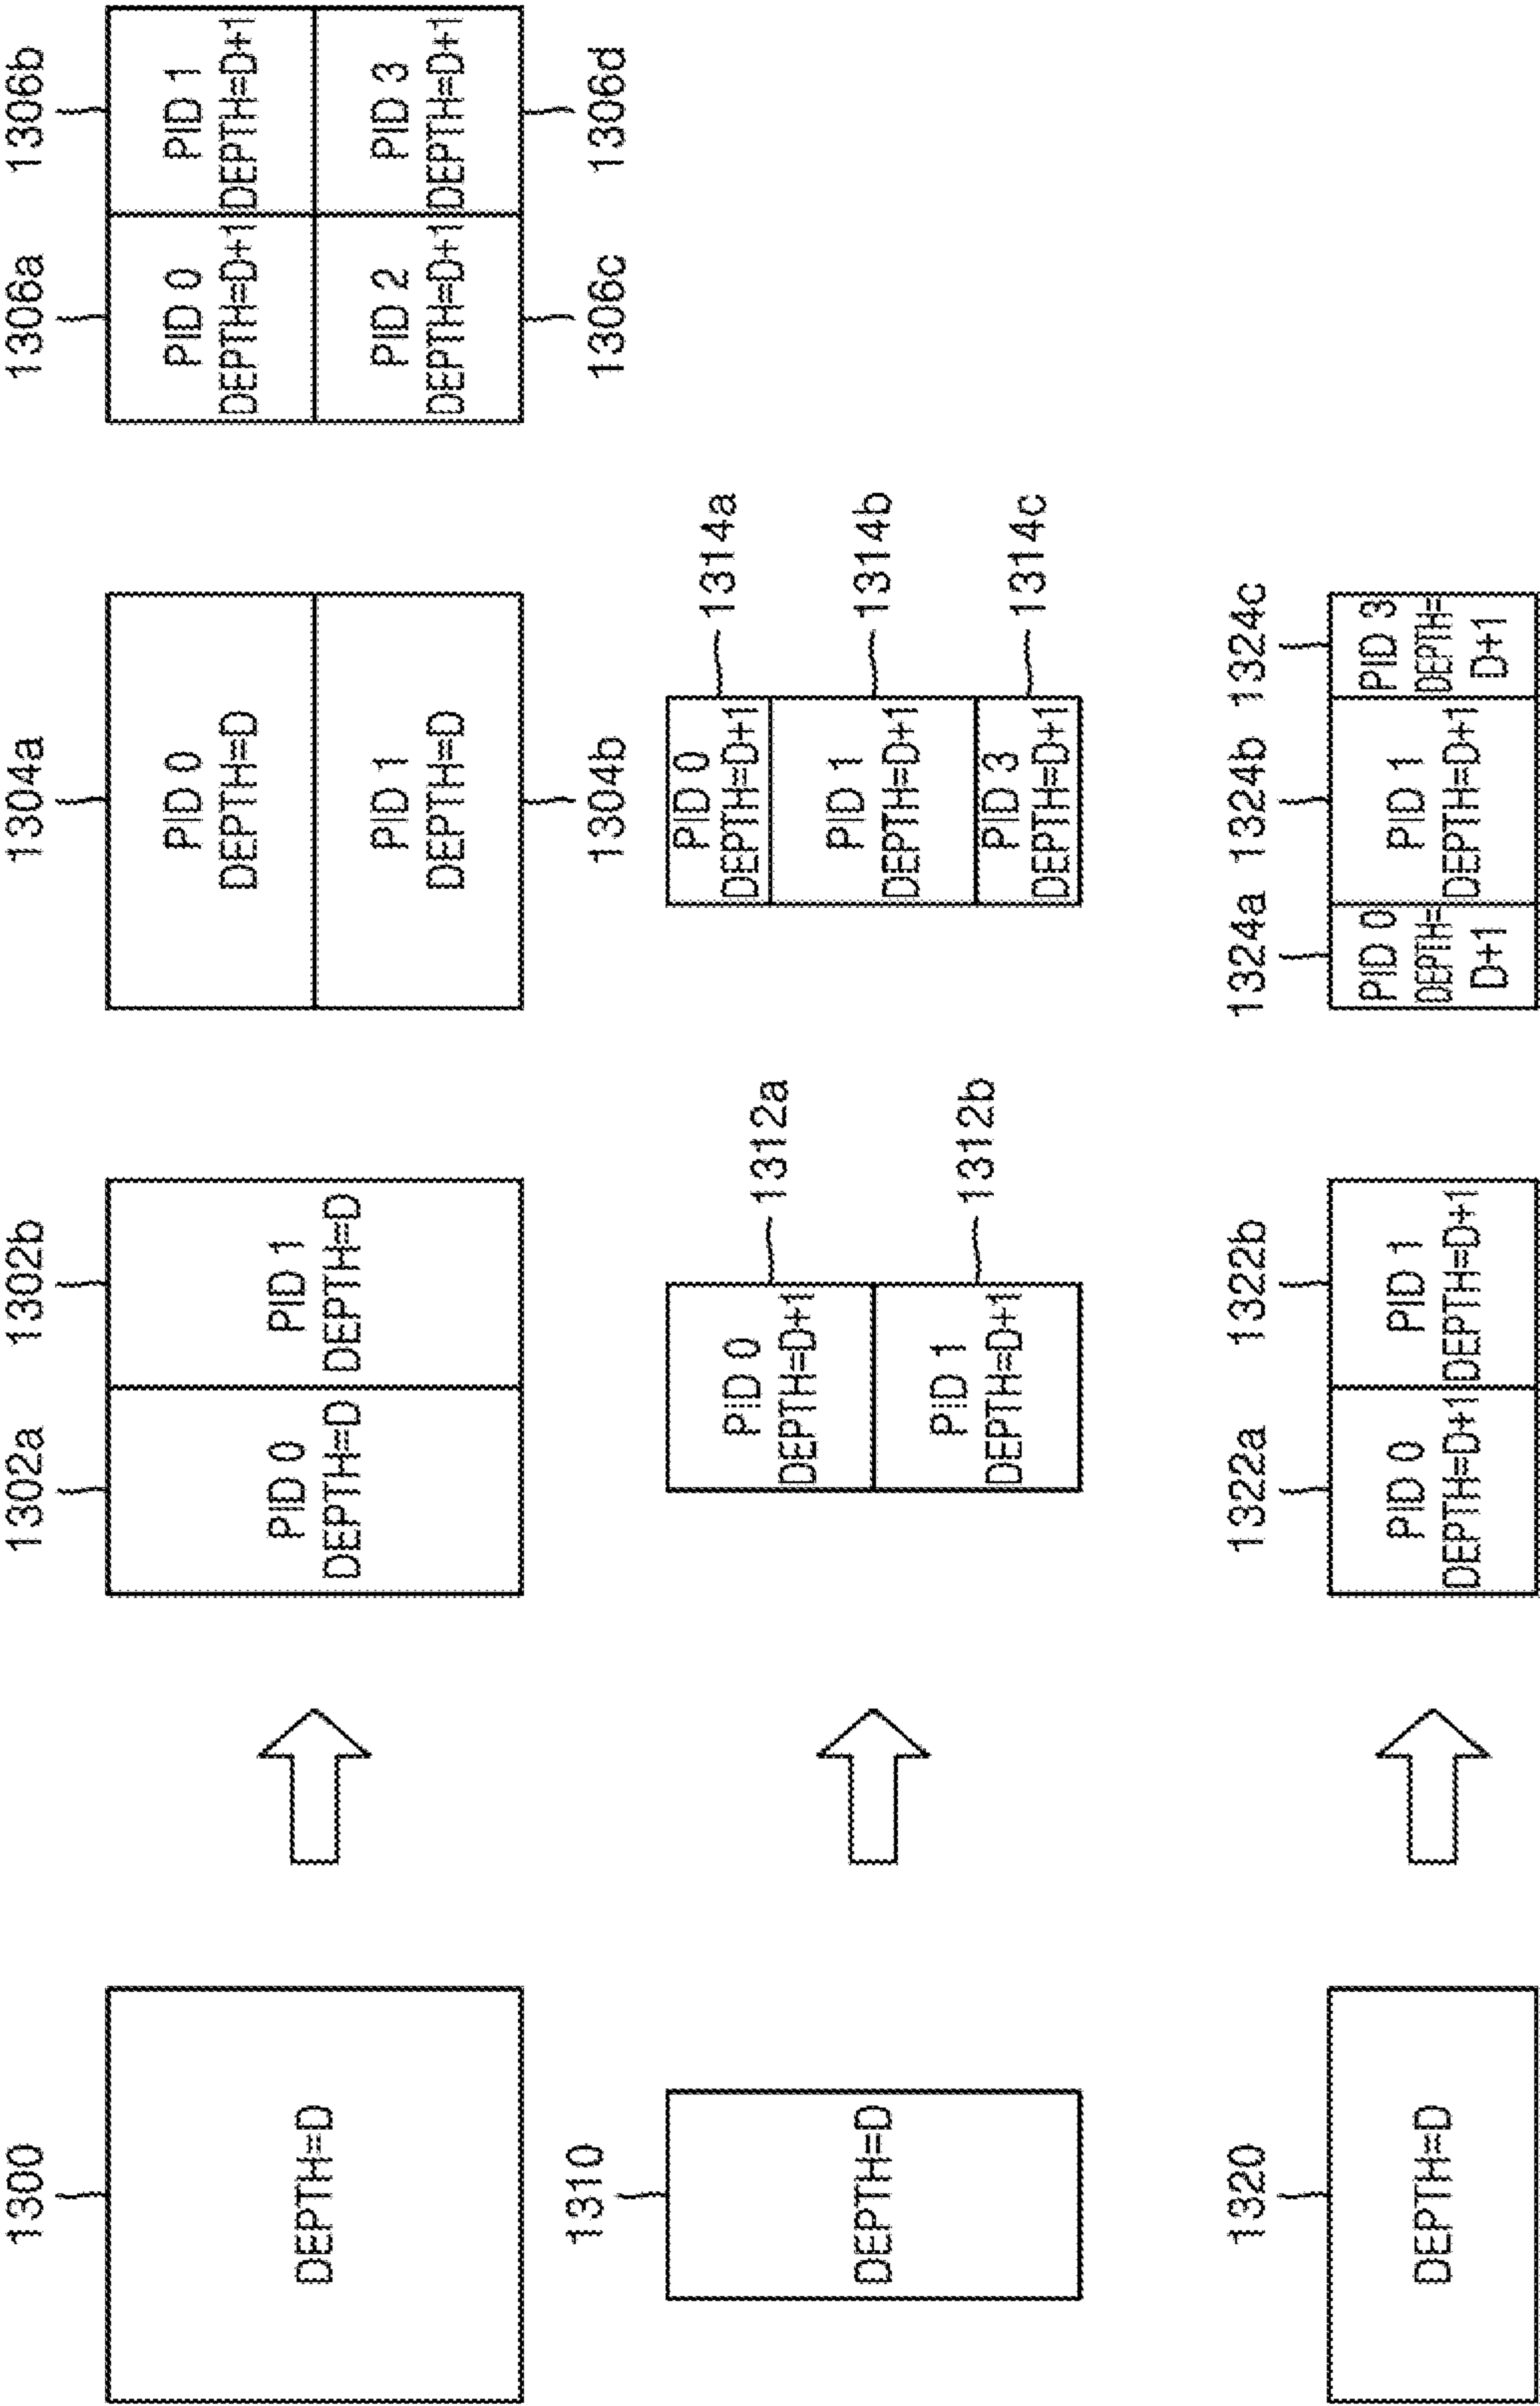 1300
DEPTH=D
1302a
1302b
PID 0
DEPTH=D
PID 1
DEPTH=D
1304a
PID 0
DEPTH=D
PID 1
DEPTH=D
1304b
1306a
1306b
PID 0
DEPTH=D+1
PID 1
DEPTH=D+1
PID 2
DEPTH=D+1
PID 3
DEPTH=D+1
1306c
1306d
1310
DEPTH=D
PID 0
DEPTH=D+1
1312a
PID 1
DEPTH=D+1
1312b
PID 0
DEPTH=D+1
1314a
PID 1
DEPTH=D+1
1314b
PID 3
DEPTH=D+1
1314c
1320
DEPTH=D
1322a
1322b
PID 0
DEPTH=D+1
PID 1
DEPTH=D+1
1324a
1324b
1324c
PID 0
DEPTH=
D+1
PID 1
DEPTH=D+1
PID 3
DEPTH=
D+1